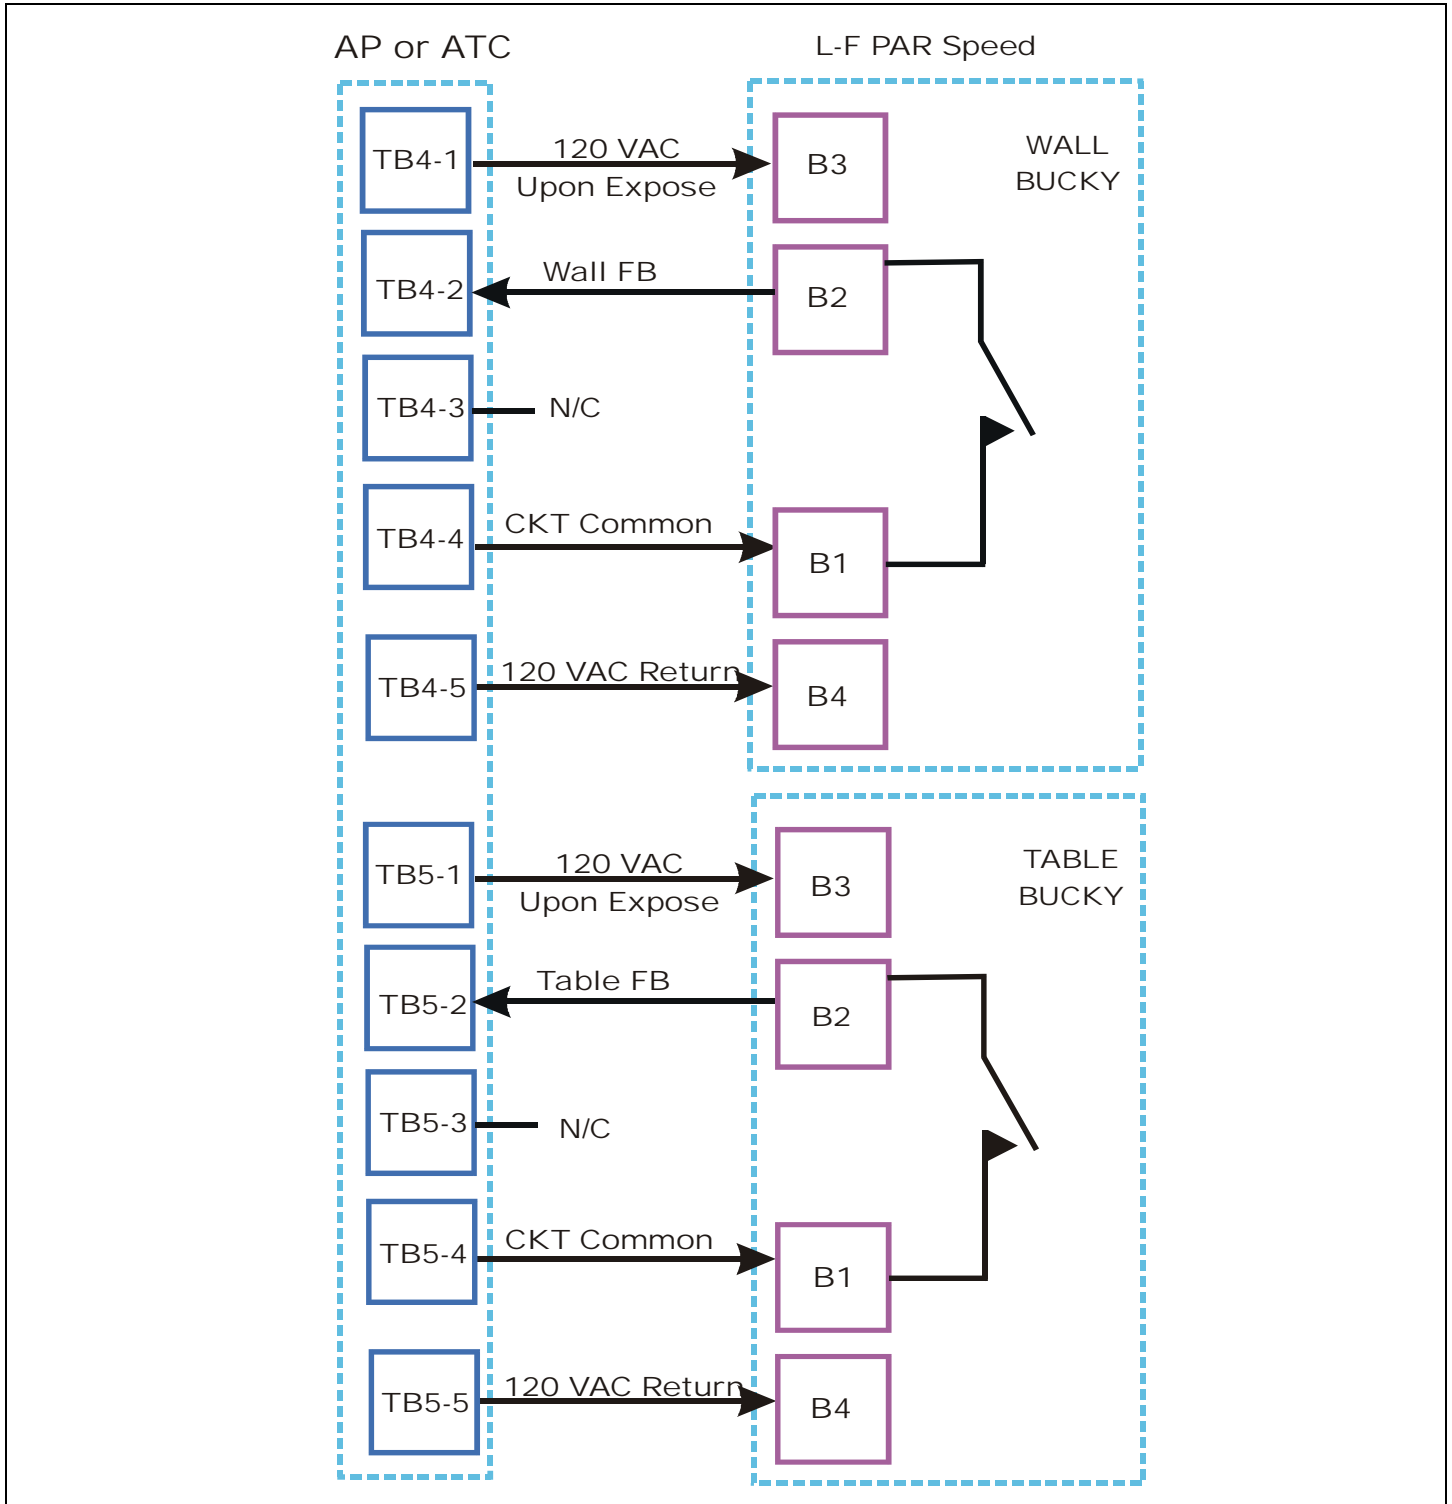 AP or ATC
L-F PAR Speed
TB4-1
120 VAC
Upon Expose
B3
WALL
BUCKY
TB4-2
Wall FB
B2
TB4-3
N/C
TB4-4
CKT Common
B1
TB4-5
120 VAC Return
B4
TB5-1
120 VAC
Upon Expose
B3
TABLE
BUCKY
TB5-2
Table FB
B2
TB5-3
N/C
TB5-4
CKT Common
B1
TB5-5
120 VAC Return
B4